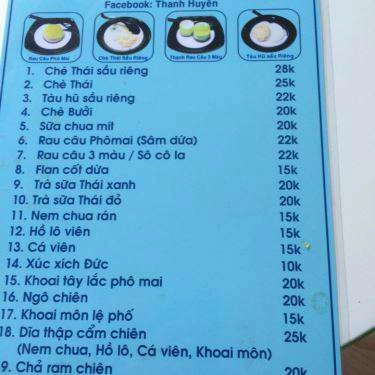 Facebook: Thanh Huyền
Rau Câu Phô Mai
Chè Thái Sầu Riêng
Thạch Rau Câu 3 Màu
Tàu Hũ Sầu Riêng
1. Chè Thái sầu riêng 28k
2. Chè Thái 25k
3. Tàu hũ sầu riêng 22k
4. Chè Bưởi 20k
5. Sữa chua mít 20k
6. Rau câu Phômai (Sâm dứa) 22k
7. Rau câu 3 màu / Sô cô la 22k
8. Flan cốt dừa 15k
9. Trà sữa Thái xanh 20k
10. Trà sữa Thái đỏ 20k
11. Nem chua rán 15k
12. Hồ lô viên 15k
13. Cá viên 15k
14. Xúc xích Đức 10k
15. Khoai tây lắc phô mai 20k
16. Ngô chiên 20k
17. Khoai môn lệ phố 15k
18. Dĩa thập cẩm chiên 25k
(Nem chua, Hồ lô, Cá viên, Khoai môn)
9. Chả ram chiên 20k